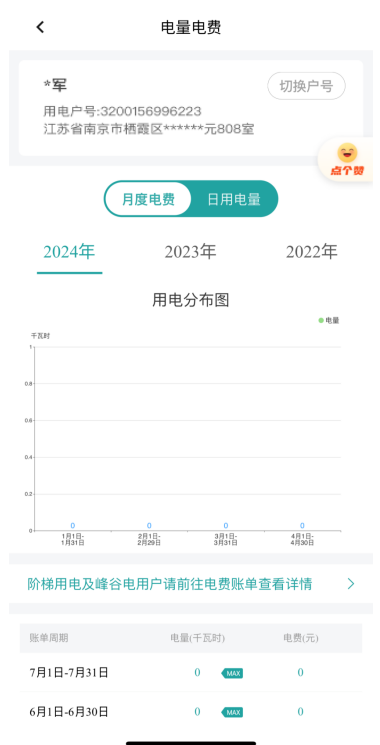 电量电费
*军
切换户号
用电户号:3200156996223
江苏省南京市栖霞区******元808室
点个赞
月度电费
日用电量
2024年 2023年 2022年
用电分布图
电量
千瓦时
1
0.8
0.6
0.4
0.2
0
0 0 0 0
1月1日-1月31日
2月1日-2月29日
3月1日-3月31日
4月1日-4月30日
阶梯用电及峰谷电用户请前往电费账单查看详情
账单周期 电量(千瓦时) 电费(元)
7月1日-7月31日 0 MAX 0
6月1日-6月30日 0 MAX 0